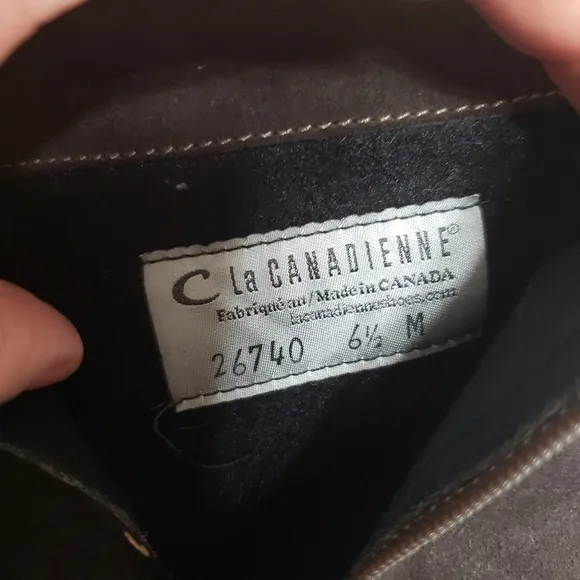 C La CANADIENNE®
Fabriqué au / Made in CANADA
lacanadienneshoes.com
26740 6½ M